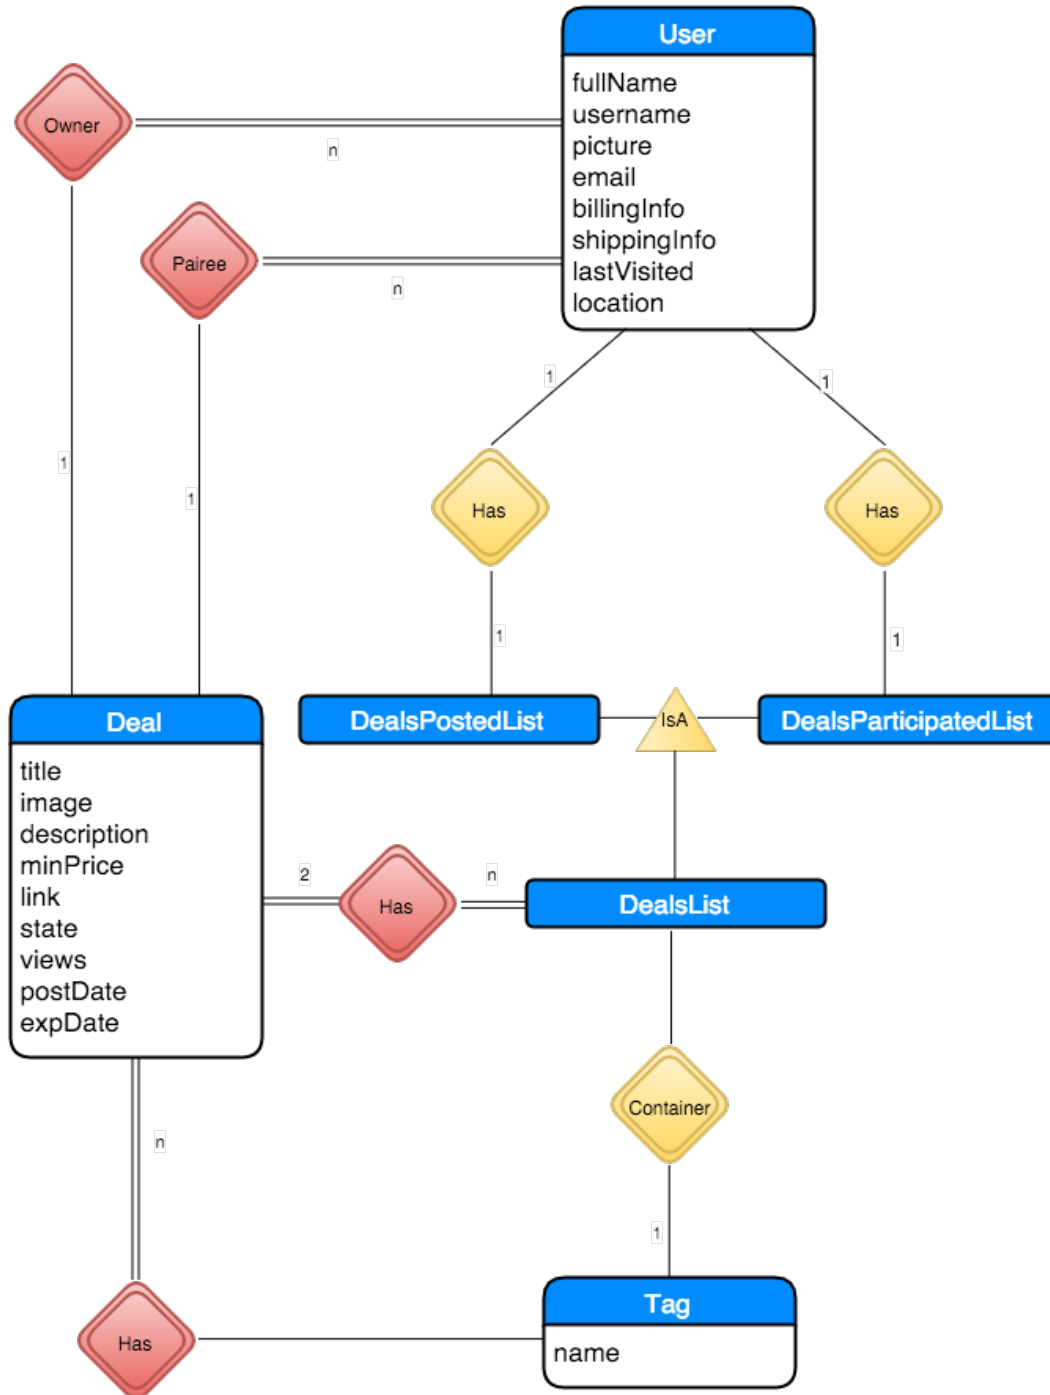 User
fullName
username
picture
email
billingInfo
shippingInfo
lastVisited
location
Owner
n
Pairee
n
1
1
1
1
Has
Has
1
1
DealsPostedList
IsA
DealsParticipatedList
Deal
title
image
description
minPrice
link
state
views
postDate
expDate
2
Has
n
DealsList
Container
n
1
Tag
name
Has